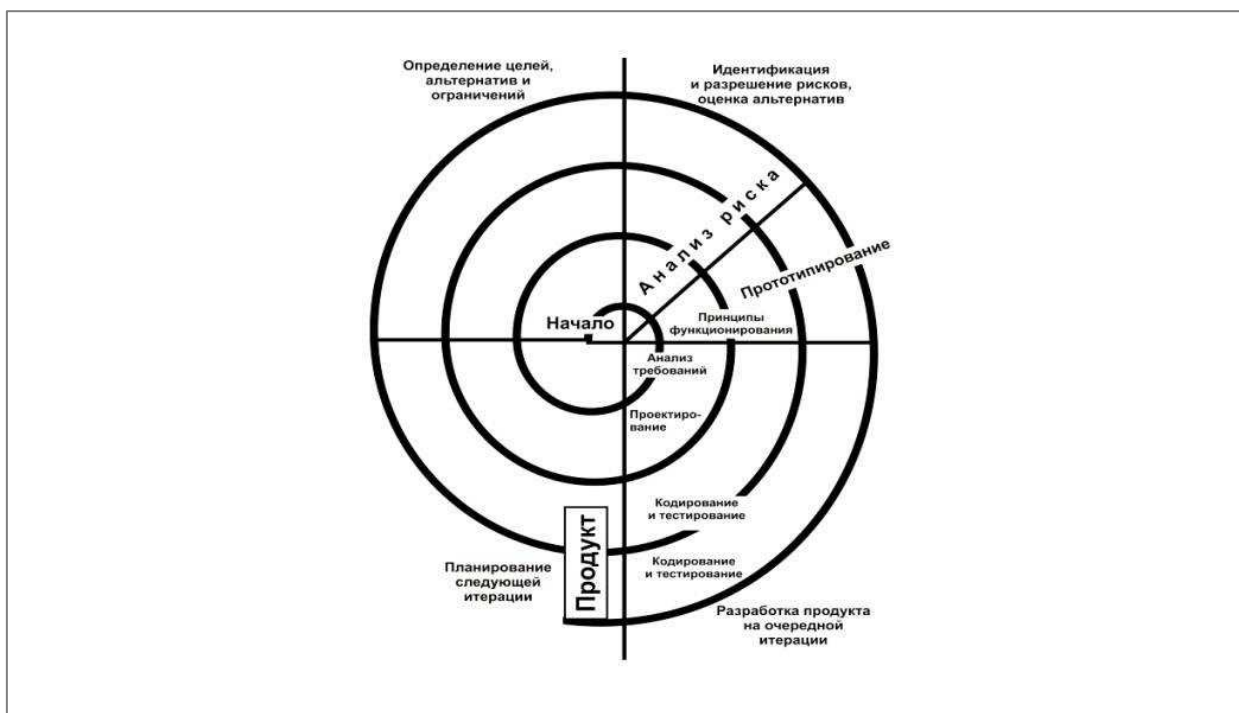 Определение целей,
альтернатив и
ограничений
Идентификация
и разрешение рисков,
оценка альтернатив
Анализ риска
Прототипирование
Начало
Принципы
функционирования
Анализ
требований
Проектиро-
вание
Кодирование
и тестирование
Кодирование
и тестирование
Продукт
Планирование
следующей
итерации
Разработка продукта
на очередной
итерации